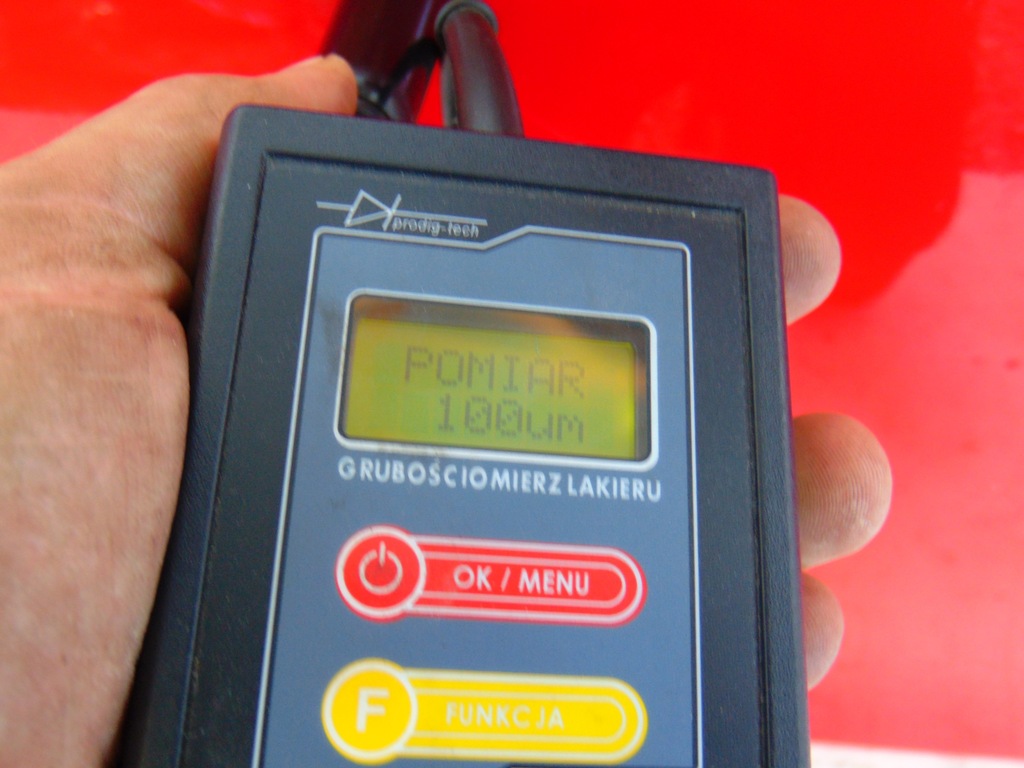 prodig-tech
POMIAR
100um
GRUBOŚCIOMIERZ LAKIERU
OK / MENU
F FUNKCJA